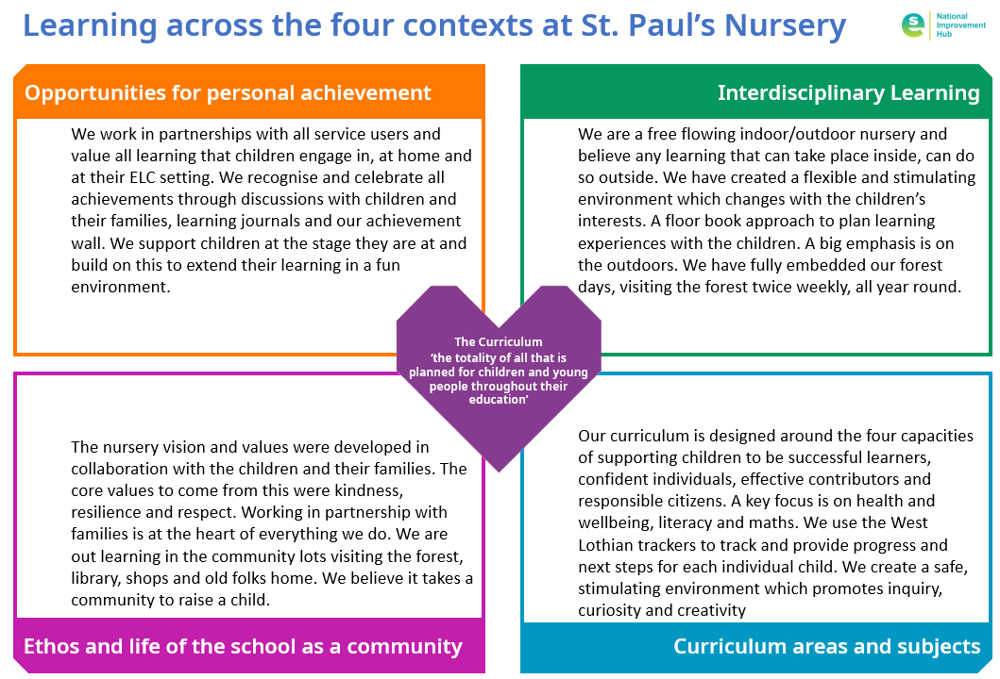 Learning across the four contexts at St. Paul’s Nursery
National
Improvement
Hub
Opportunities for personal achievement
We work in partnerships with all service users and
value all learning that children engage in, at home and
at their ELC setting. We recognise and celebrate all
achievements through discussions with children and
their families, learning journals and our achievement
wall. We support children at the stage they are at and
build on this to extend their learning in a fun
environment.
Interdisciplinary Learning
We are a free flowing indoor/outdoor nursery and
believe any learning that can take place inside, can do
so outside. We have created a flexible and stimulating
environment which changes with the children’s
interests. A floor book approach to plan learning
experiences with the children. A big emphasis is on
the outdoors. We have fully embedded our forest
days, visiting the forest twice weekly, all year round.
The Curriculum
‘the totality of all that is
planned for children and young
people throughout their
education’
The nursery vision and values were developed in
collaboration with the children and their families. The
core values to come from this were kindness,
resilience and respect. Working in partnership with
families is at the heart of everything we do. We are
out learning in the community lots visiting the forest,
library, shops and old folks home. We believe it takes a
community to raise a child.
Ethos and life of the school as a community
Our curriculum is designed around the four capacities
of supporting children to be successful learners,
confident individuals, effective contributors and
responsible citizens. A key focus is on health and
wellbeing, literacy and maths. We use the West
Lothian trackers to track and provide progress and
next steps for each individual child. We create a safe,
stimulating environment which promotes inquiry,
curiosity and creativity
Curriculum areas and subjects